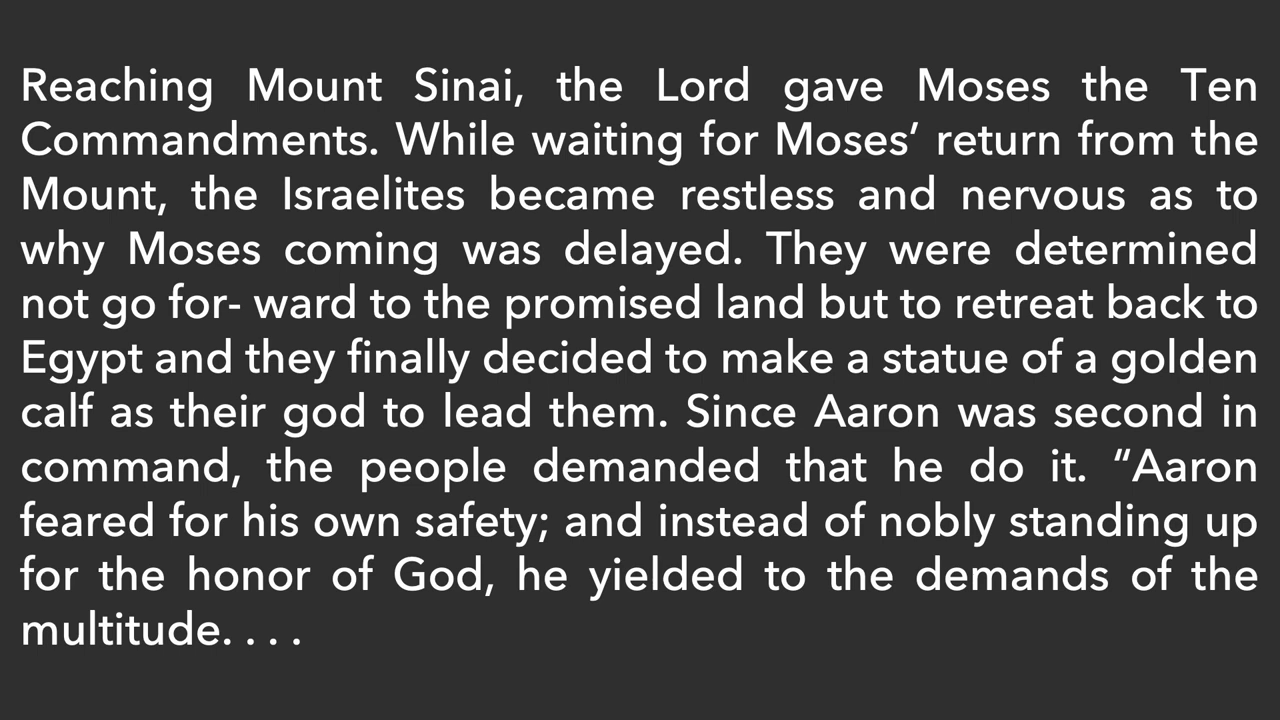 Reaching Mount Sinai, the Lord gave Moses the Ten
Commandments. While waiting for Moses’ return from the
Mount, the Israelites became restless and nervous as to
why Moses coming was delayed. They were determined
not go for- ward to the promised land but to retreat back to
Egypt and they finally decided to make a statue of a golden
calf as their god to lead them. Since Aaron was second in
command, the people demanded that he do it. “Aaron
feared for his own safety; and instead of nobly standing up
for the honor of God, he yielded to the demands of the
multitude. . . .